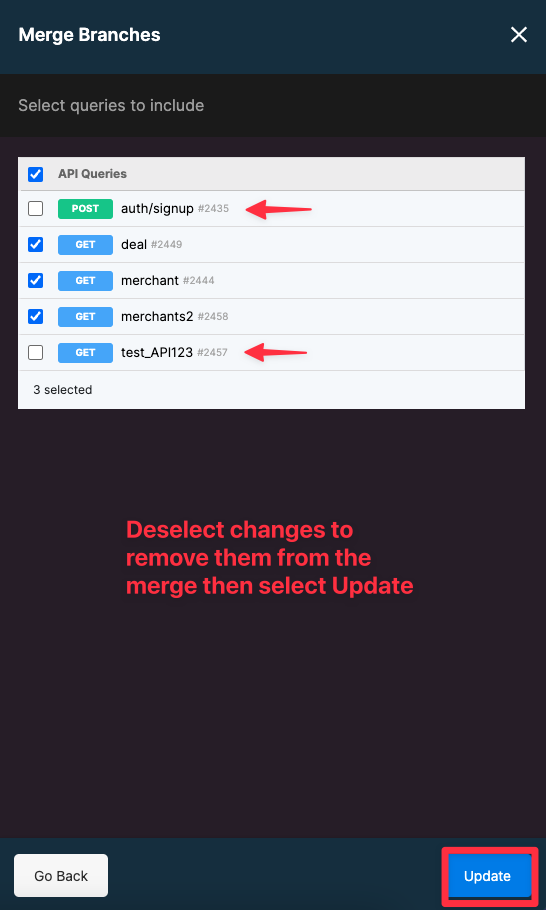 Merge Branches
Select queries to include
API Queries
POST auth/signup #2435
GET deal #2449
GET merchant #2444
GET merchants2 #2458
GET test_API123 #2457
3 selected
Deselect changes to
remove them from the
merge then select Update
Go Back Update